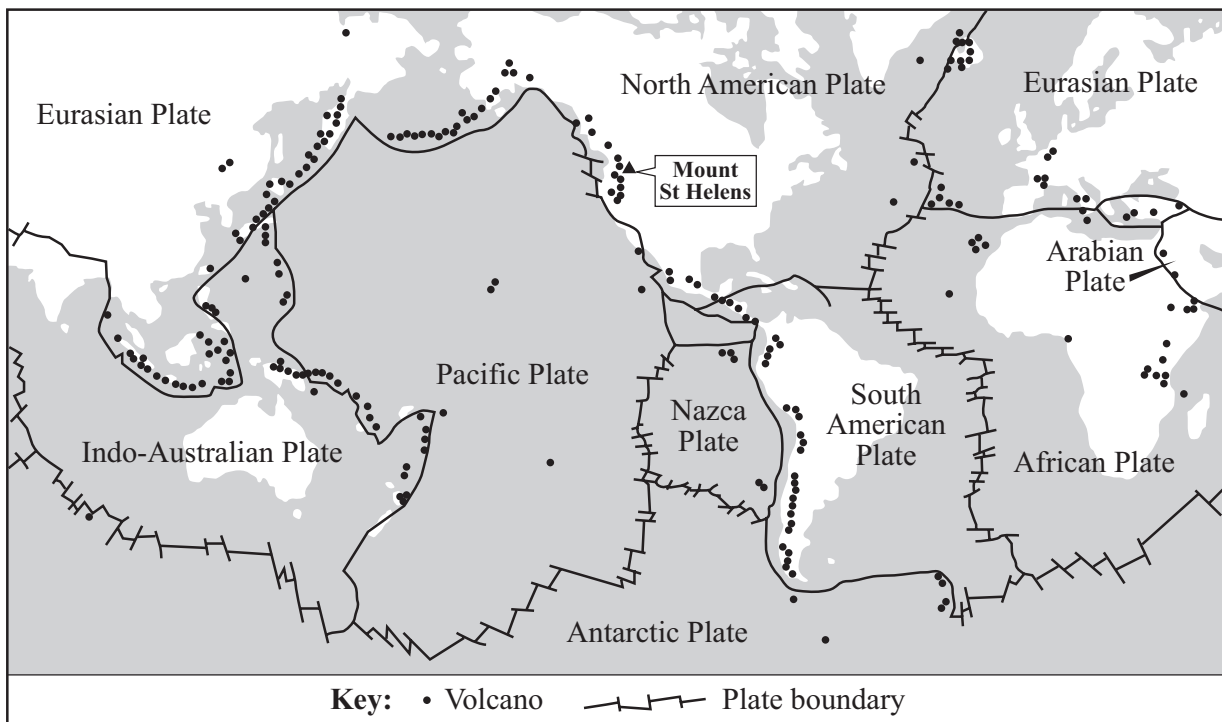 Eurasian Plate
North American Plate
Eurasian Plate
Mount
St Helens
Arabian
Plate
Pacific Plate
Nazca
Plate
South
American
Plate
Indo-Australian Plate
African Plate
Antarctic Plate
Key: Volcano Plate boundary